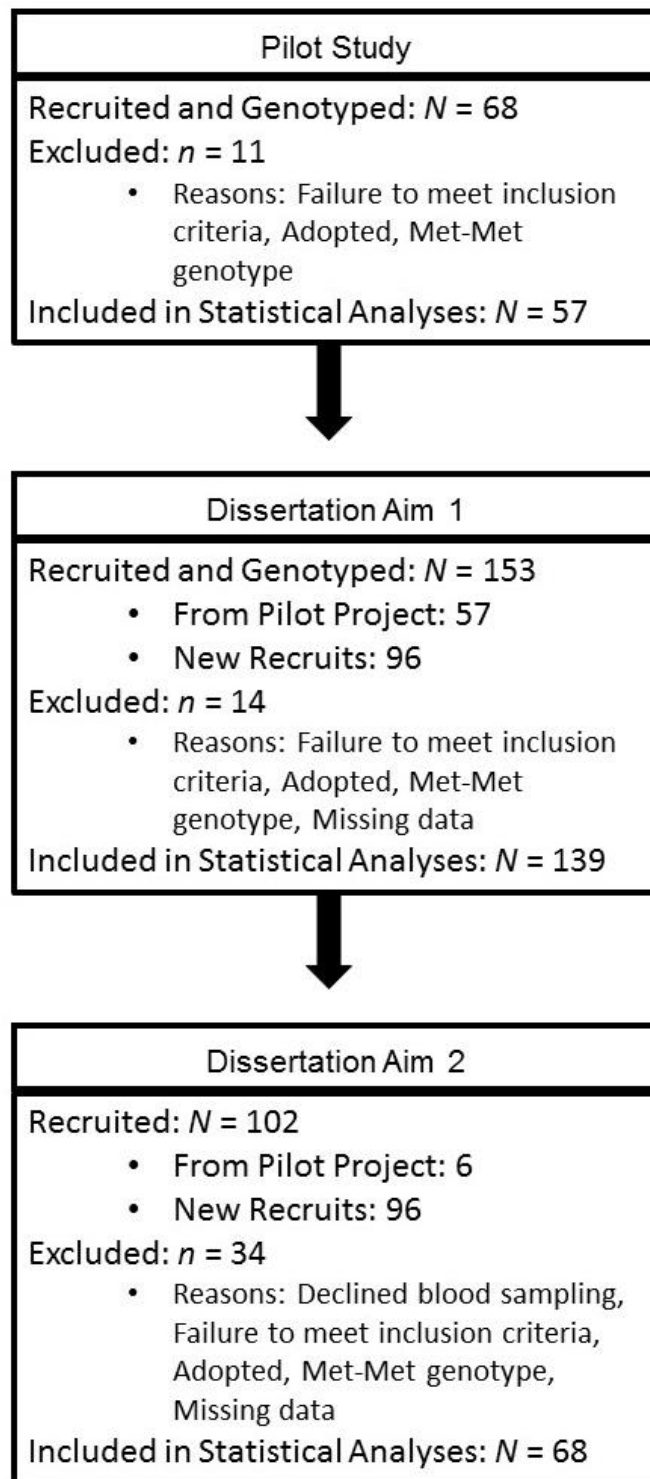 Pilot Study
Recruited and Genotyped: N = 68
Excluded: n = 11
• Reasons: Failure to meet inclusion
criteria, Adopted, Met-Met
genotype
Included in Statistical Analyses: N = 57
Dissertation Aim 1
Recruited and Genotyped: N = 153
• From Pilot Project: 57
• New Recruits: 96
Excluded: n = 14
• Reasons: Failure to meet inclusion
criteria, Adopted, Met-Met
genotype, Missing data
Included in Statistical Analyses: N = 139
Dissertation Aim 2
Recruited: N = 102
• From Pilot Project: 6
• New Recruits: 96
Excluded: n = 34
• Reasons: Declined blood sampling,
Failure to meet inclusion criteria,
Adopted, Met-Met genotype,
Missing data
Included in Statistical Analyses: N = 68